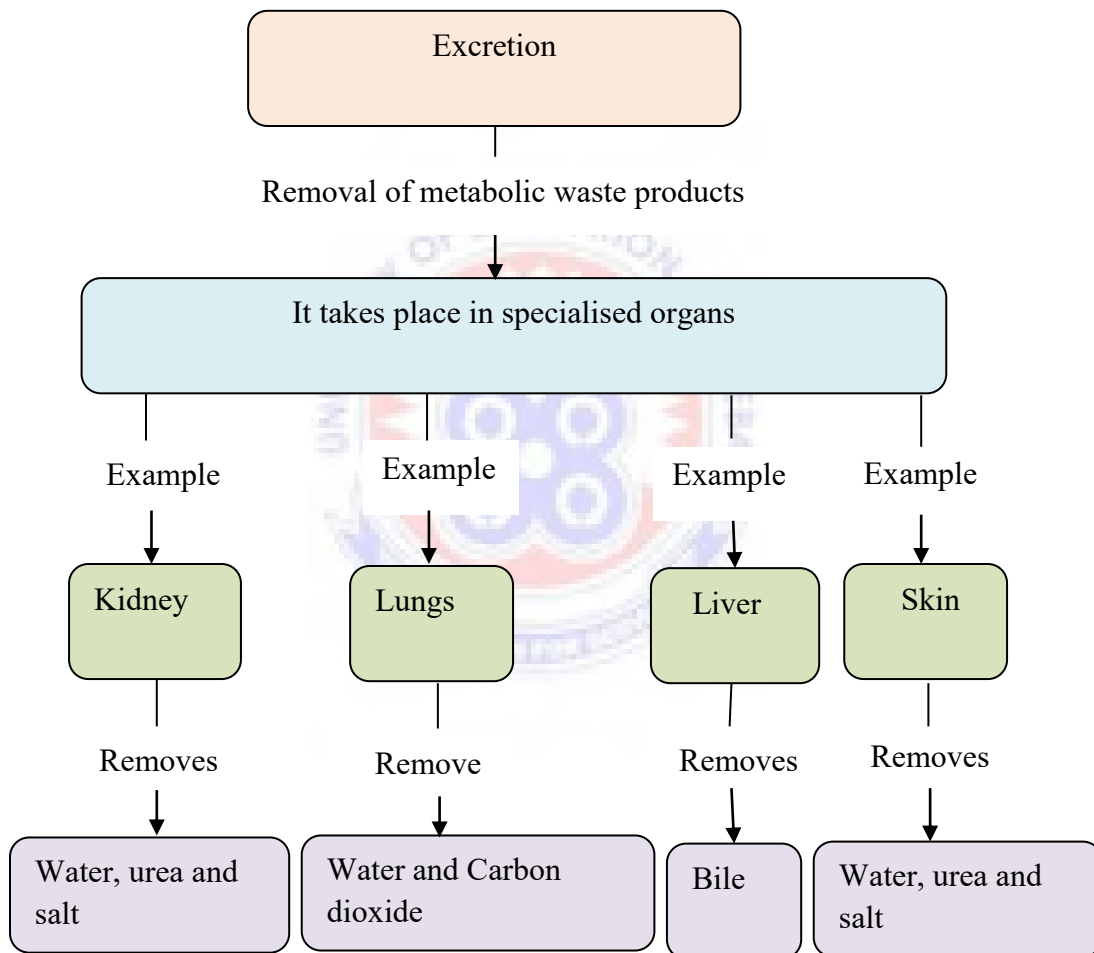 Excretion
Removal of metabolic waste products
It takes place in specialised organs
Example
Example
Example
Example
Kidney
Lungs
Liver
Skin
Removes
Remove
Removes
Removes
Water, urea and
salt
Water and Carbon
dioxide
Bile
Water, urea and
salt